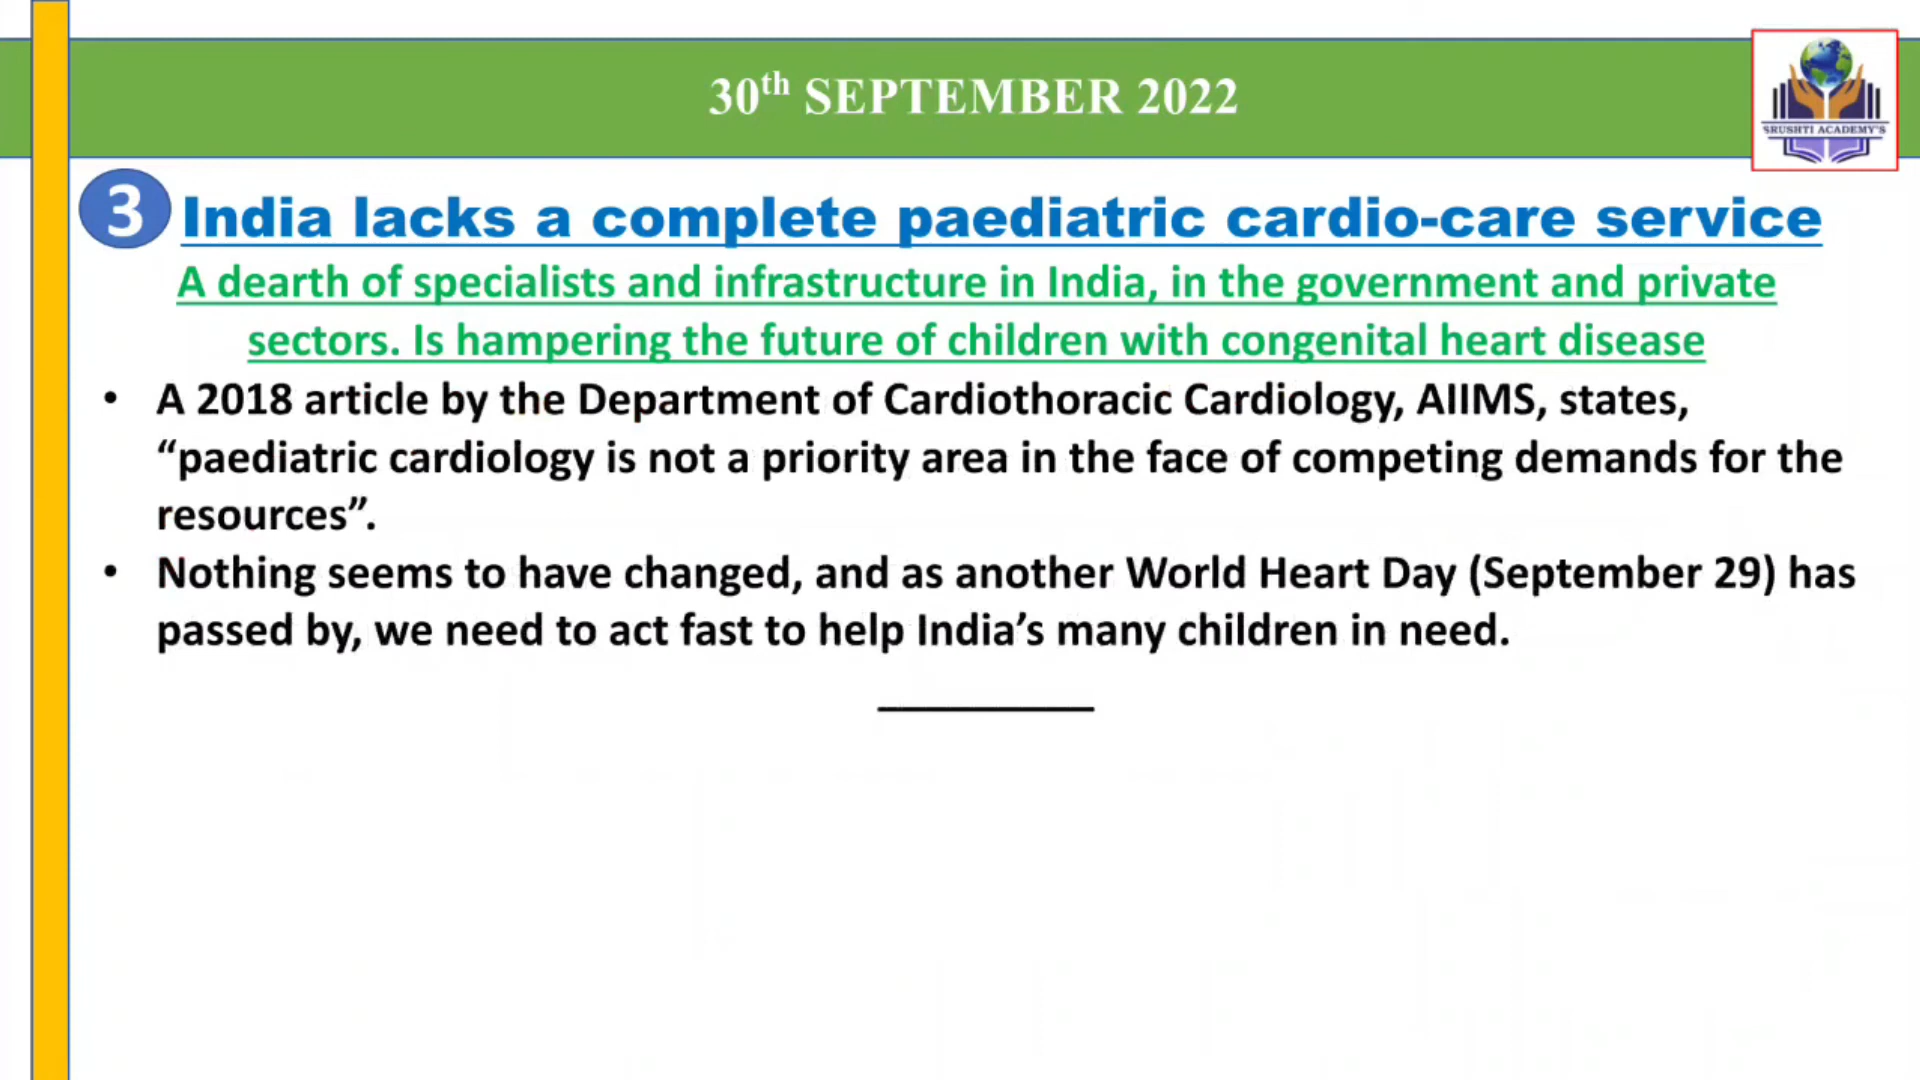 30th SEPTEMBER 2022
SRUSHTI ACADEMY'S
3 India lacks a complete paediatric cardio-care service
A dearth of specialists and infrastructure in India, in the government and private
sectors. Is hampering the future of children with congenital heart disease
• A 2018 article by the Department of Cardiothoracic Cardiology, AIIMS, states,
“paediatric cardiology is not a priority area in the face of competing demands for the
resources”.
• Nothing seems to have changed, and as another World Heart Day (September 29) has
passed by, we need to act fast to help India’s many children in need.